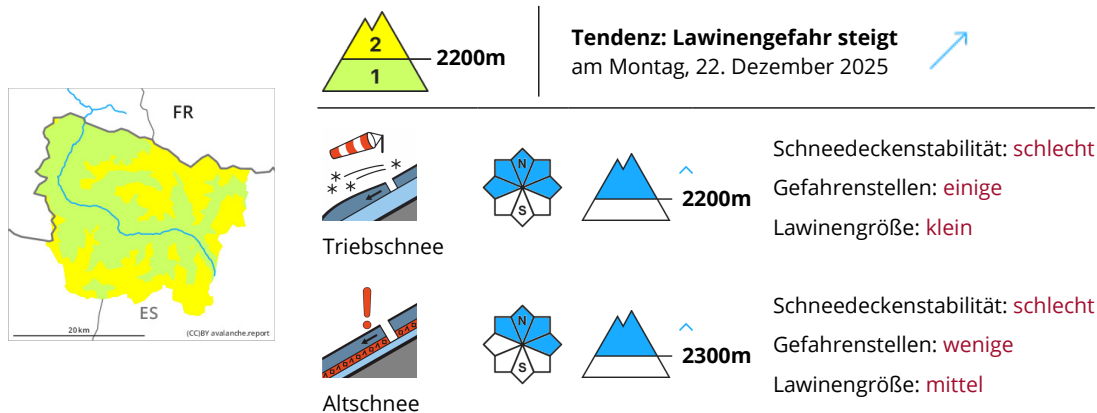 2
1
2200m
Tendenz: Lawinengefahr steigt
am Montag, 22. Dezember 2025
FR
ES
20 km
(CC)BY avalanche.report
Triebschnee
N
S
2200m
Schneedeckenstabilität: schlecht
Gefahrenstellen: einige
Lawinengröße: klein
Altschnee
N
S
2300m
Schneedeckenstabilität: schlecht
Gefahrenstellen: wenige
Lawinengröße: mittel